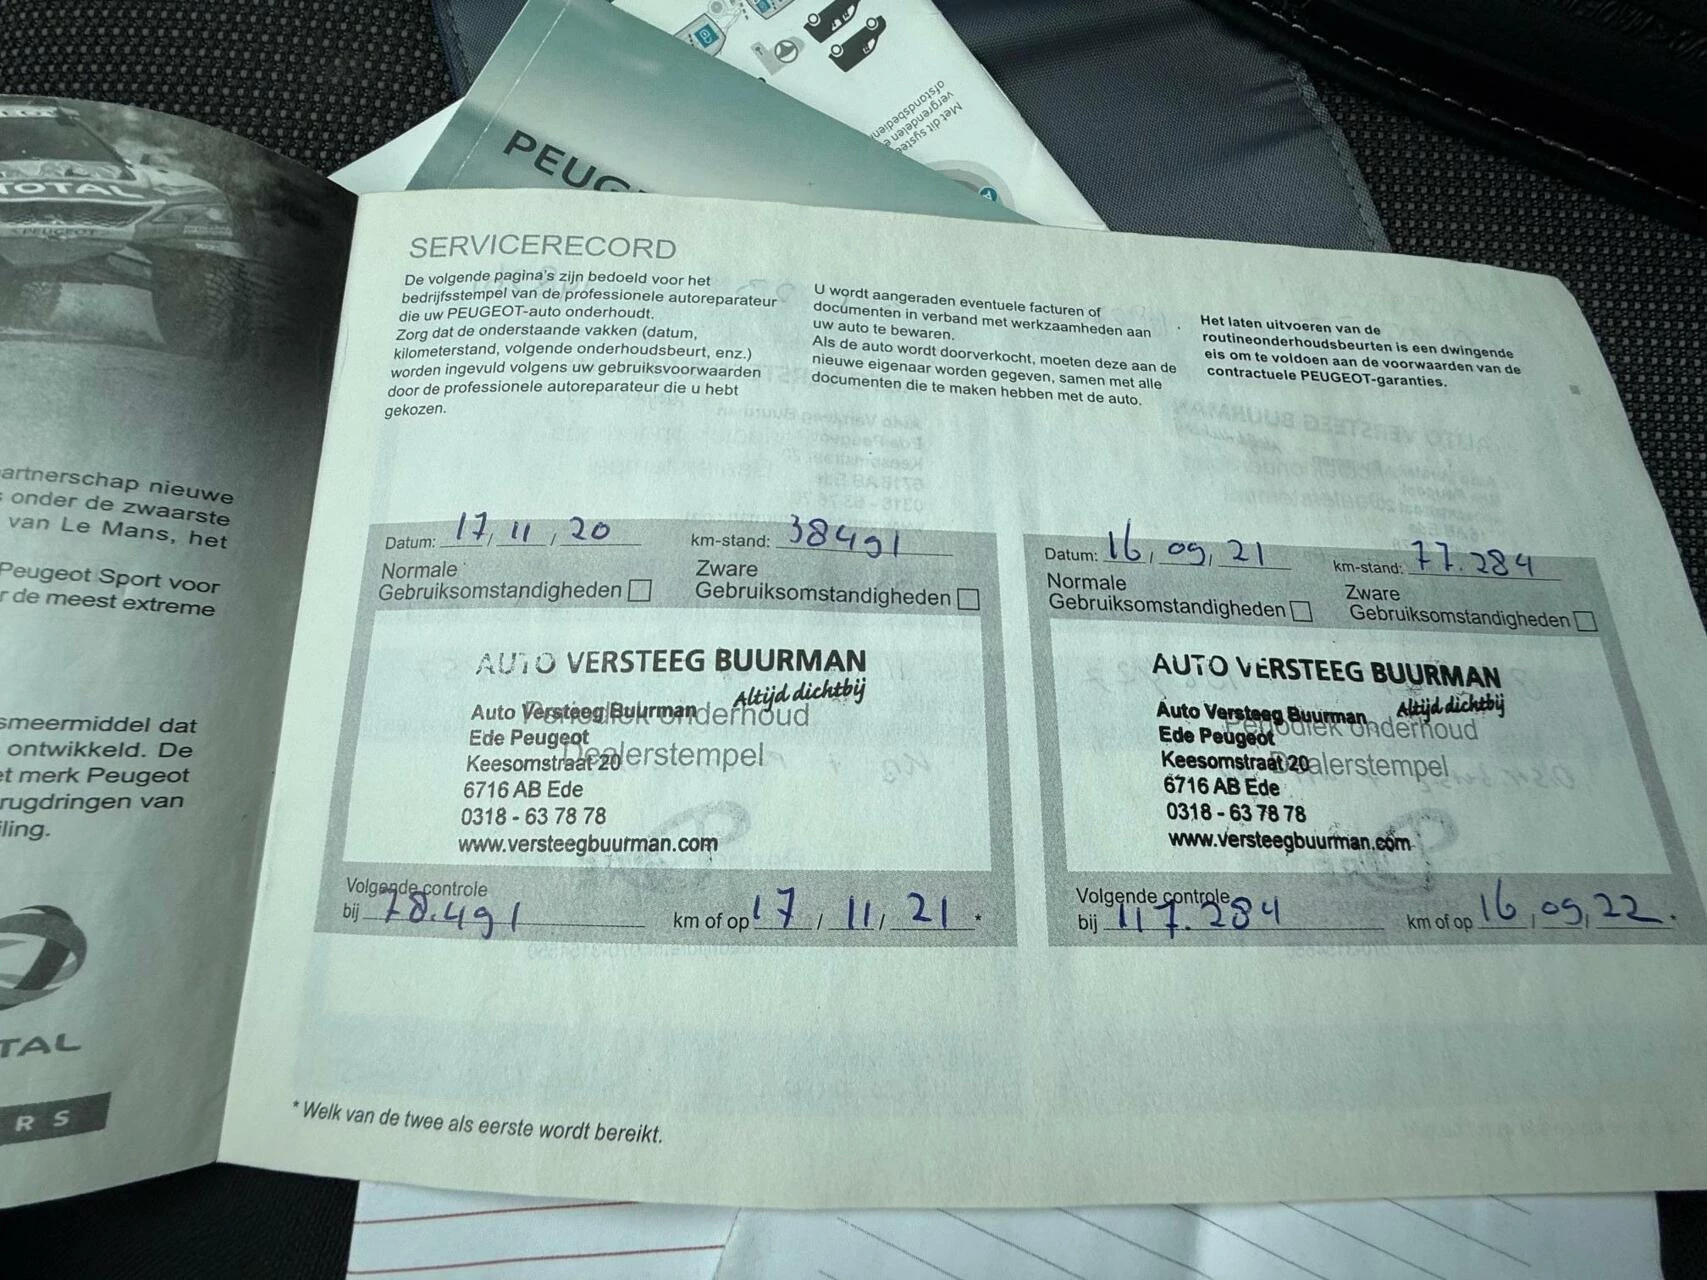 Met dit systee
vergrendelen e
afstandsbedien
PEUG
TOTAL
PEUGEOT
SERVICERECORD
De volgende pagina's zijn bedoeld voor het
bedrijfsstempel van de professionele autoreparateur
die uw PEUGEOT-auto onderhoudt.
Zorg dat de onderstaande vakken (datum,
kilometerstand, volgende onderhoudsbeurt, enz.)
worden ingevuld volgens uw gebruiksvoorwaarden
door de professionele autoreparateur die u hebt
gekozen.
U wordt aangeraden eventuele facturen of
documenten in verband met werkzaamheden aan
uw auto te bewaren.
Als de auto wordt doorverkocht, moeten deze aan de
nieuwe eigenaar worden gegeven, samen met alle
documenten die te maken hebben met de auto.
Het laten uitvoeren van de
routineonderhoudsbeurten is een dwingende
eis om te voldoen aan de voorwaarden van de
contractuele PEUGEOT-garanties.
artnerschap nieuwe
onder de zwaarste
van Le Mans, het
Peugeot Sport voor
r de meest extreme
smeermiddel dat
ontwikkeld. De
et merk Peugeot
rugdringen van
iling.
TAL
RS
Datum: 17, 11, 20 km-stand: 38491
Normale Zware
Gebruiksomstandigheden Gebruiksomstandigheden
AUTO VERSTEEG BUURMAN
Altijd dichtbij
Auto Versteeg Buurman
Periodiek onderhoud
Ede Peugeot
Dealerstempel
Keesomstraat 20
6716 AB Ede
0318 - 63 78 78
www.versteegbuurman.com
Volgende controle
bij 78.491 km of op 17 / 11 / 21 *
Datum: 16, 09, 21 km-stand: 77.284
Normale Zware
Gebruiksomstandigheden Gebruiksomstandigheden
AUTO VERSTEEG BUURMAN
Altijd dichtbij
Auto Versteeg Buurman
Periodiek onderhoud
Ede Peugeot
Dealerstempel
Keesomstraat 20
6716 AB Ede
0318 - 63 78 78
www.versteegbuurman.com
Volgende controle
bij 117.284 km of op 16, 09, 22.
* Welk van de twee als eerste wordt bereikt.